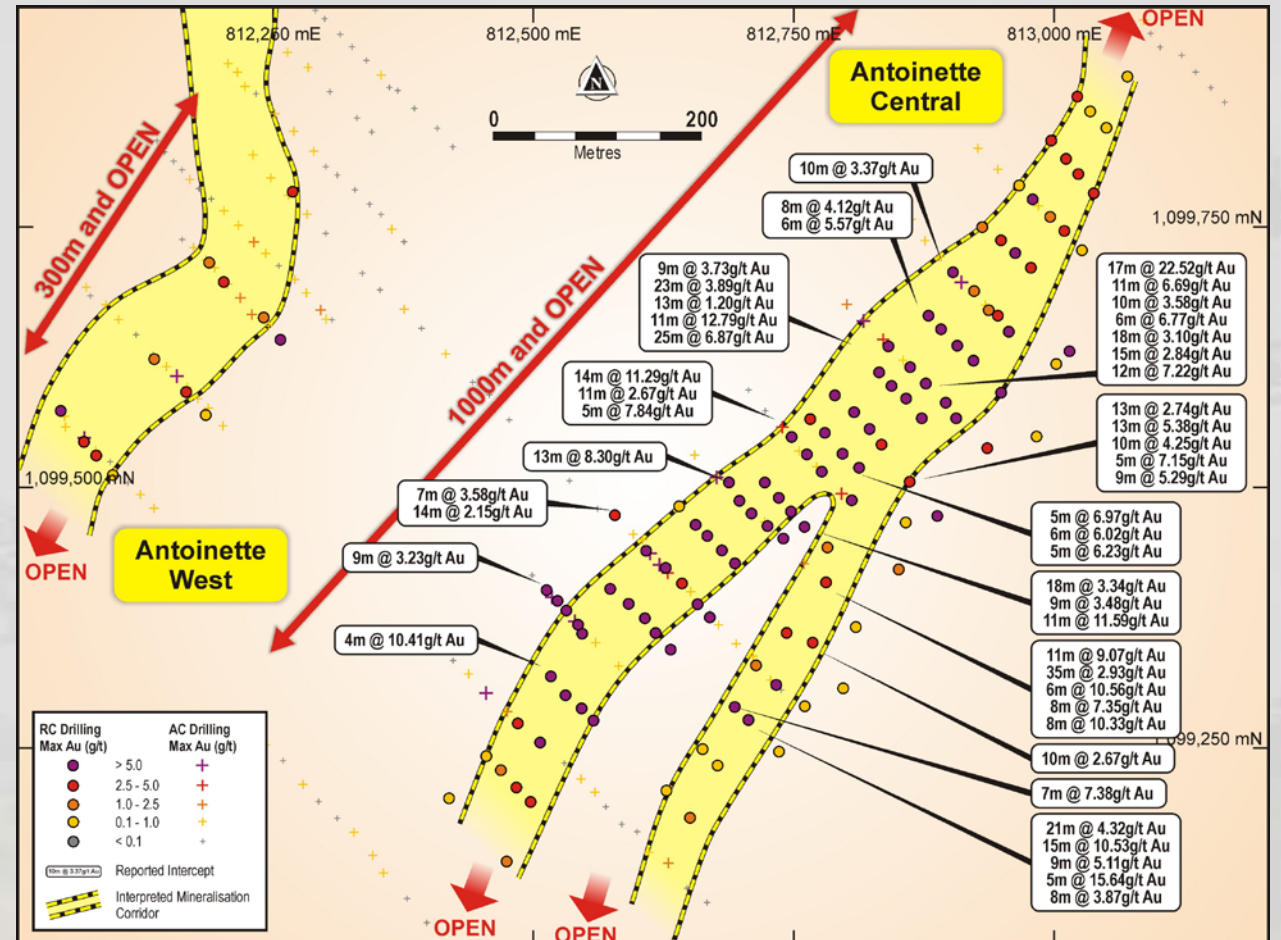 812,250 mE
812,500 mE
812,750 mE
813,000 mE
OPEN
N
0 200
Metres
Antoinette
Central
300m and OPEN
1000m and OPEN
1,099,750 mN
10m @ 3.37g/t Au
8m @ 4.12g/t Au
6m @ 5.57g/t Au
9m @ 3.73g/t Au
23m @ 3.89g/t Au
13m @ 1.20g/t Au
11m @ 12.79g/t Au
25m @ 6.87g/t Au
17m @ 22.52g/t Au
11m @ 6.69g/t Au
10m @ 3.58g/t Au
6m @ 6.77g/t Au
18m @ 3.10g/t Au
15m @ 2.84g/t Au
12m @ 7.22g/t Au
14m @ 11.29g/t Au
11m @ 2.67g/t Au
5m @ 7.84g/t Au
13m @ 2.74g/t Au
13m @ 5.38g/t Au
10m @ 4.25g/t Au
5m @ 7.15g/t Au
9m @ 5.29g/t Au
13m @ 8.30g/t Au
1,099,500 mN
7m @ 3.58g/t Au
14m @ 2.15g/t Au
5m @ 6.97g/t Au
6m @ 6.02g/t Au
5m @ 6.23g/t Au
OPEN
Antoinette
West
9m @ 3.23g/t Au
18m @ 3.34g/t Au
9m @ 3.48g/t Au
11m @ 11.59g/t Au
4m @ 10.41g/t Au
11m @ 9.07g/t Au
35m @ 2.93g/t Au
6m @ 10.56g/t Au
8m @ 7.35g/t Au
8m @ 10.33g/t Au
1,099,250 mN
10m @ 2.67g/t Au
7m @ 7.38g/t Au
21m @ 4.32g/t Au
15m @ 10.53g/t Au
9m @ 5.11g/t Au
5m @ 15.64g/t Au
8m @ 3.87g/t Au
RC Drilling AC Drilling
Max Au (g/t) Max Au (g/t)
> 5.0
2.5 - 5.0
1.0 - 2.5
0.1 - 1.0
< 0.1
10m @ 3.37g/t Au Reported Intercept
Interpreted Mineralisation
Corridor
OPEN
OPEN